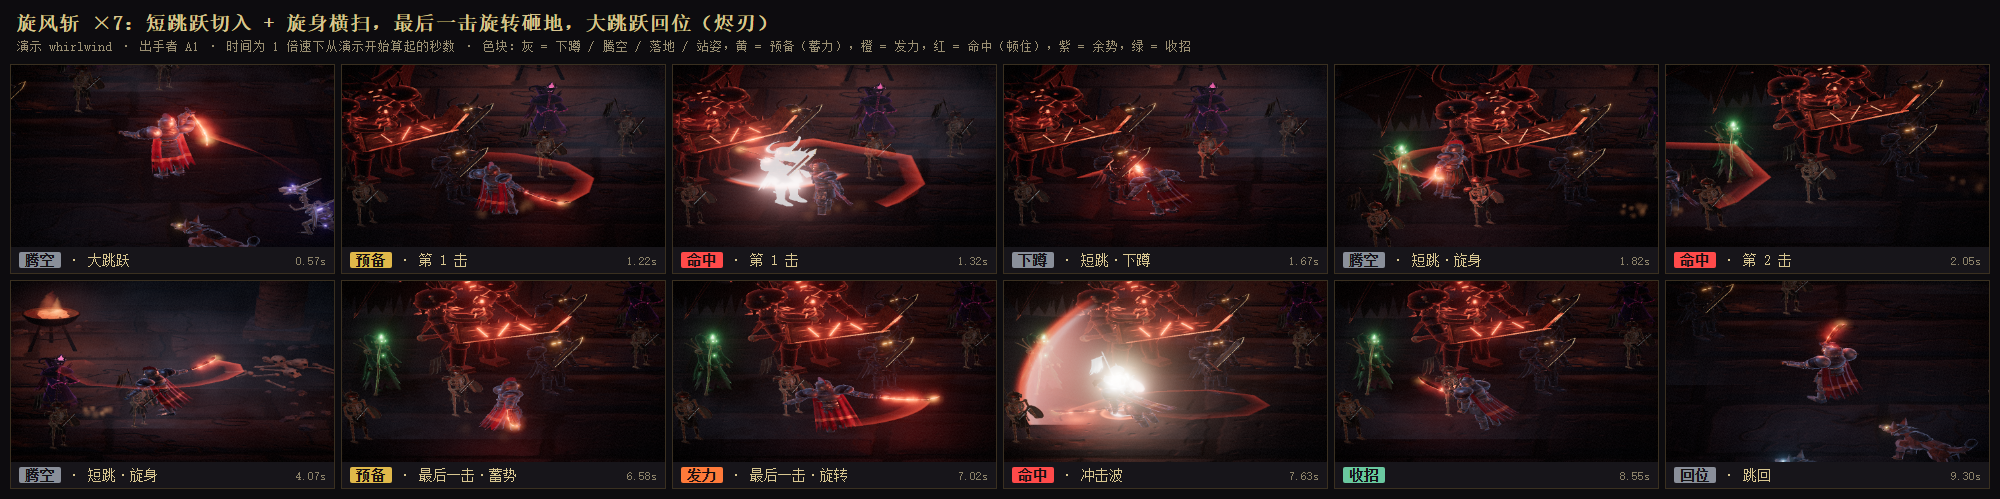 旋风斩 ×7：短跳跃切入 + 旋身横扫，最后一击旋转砸地，大跳跃回位（烬刃）
演示 whirlwind · 出手者 A1 · 时间为 1 倍速下从演示开始算起的秒数 · 色块：灰 = 下蹲 / 腾空 / 落地 / 站姿，黄 = 预备（蓄力），橙 = 发力，红 = 命中（顿住），紫 = 余势，绿 = 收招
腾空 · 大跳跃 0.57s
预备 · 第 1 击 1.22s
命中 · 第 1 击 1.32s
下蹲 · 短跳·下蹲 1.67s
腾空 · 短跳·旋身 1.82s
命中 · 第 2 击 2.05s
腾空 · 短跳·旋身 4.07s
预备 · 最后一击·蓄势 6.58s
发力 · 最后一击·旋转 7.02s
命中 · 冲击波 7.63s
收招 8.55s
回位 · 跳回 9.30s